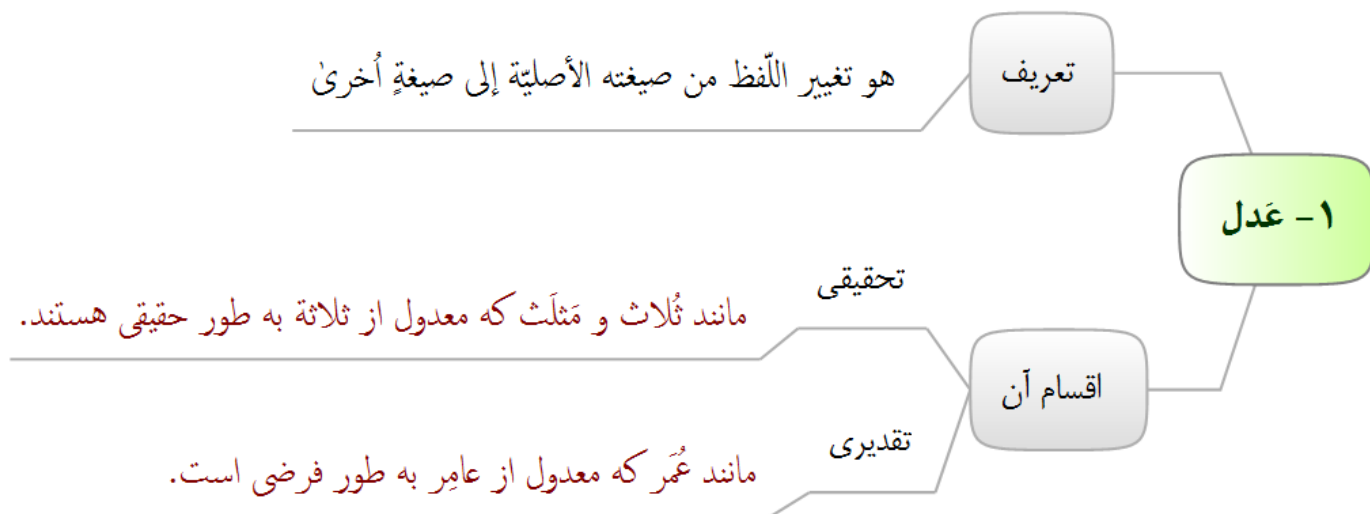 ۱- عَدل
تعریف
هو تغییر اللّفظ من صیغته الأصلیّة إلی صیغةٍ اُخریٰ
اقسام آن
تحقیقی
مانند ثُلاث و مَثلَث که معدول از ثلاثة به طور حقیقی هستند.
تقدیری
مانند عُمَر که معدول از عامِر به طور فرضی است.